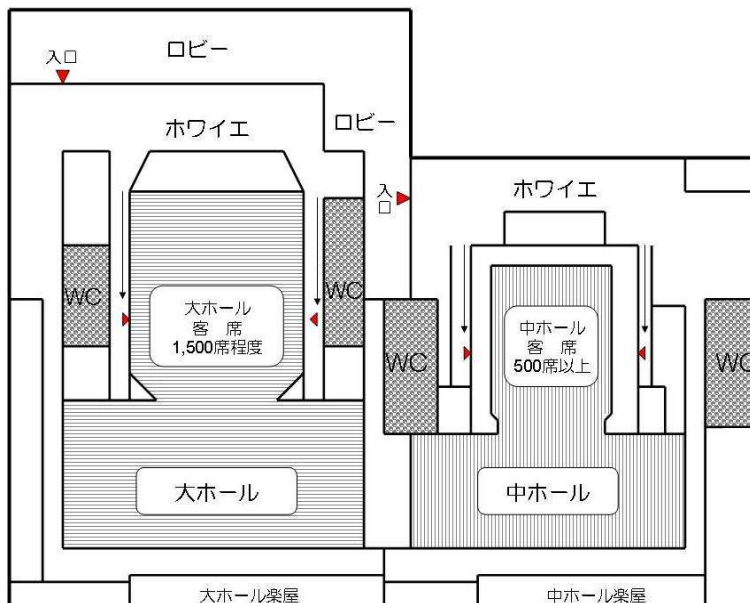 ロビー
入口
ロビー
ホワイエ
入
口
ホワイエ
WC
WC
大ホール
客　席
1,500席程度
中ホール
客　席
500席以上
WC
WC
大ホール
中ホール
大ホール楽屋
中ホール楽屋